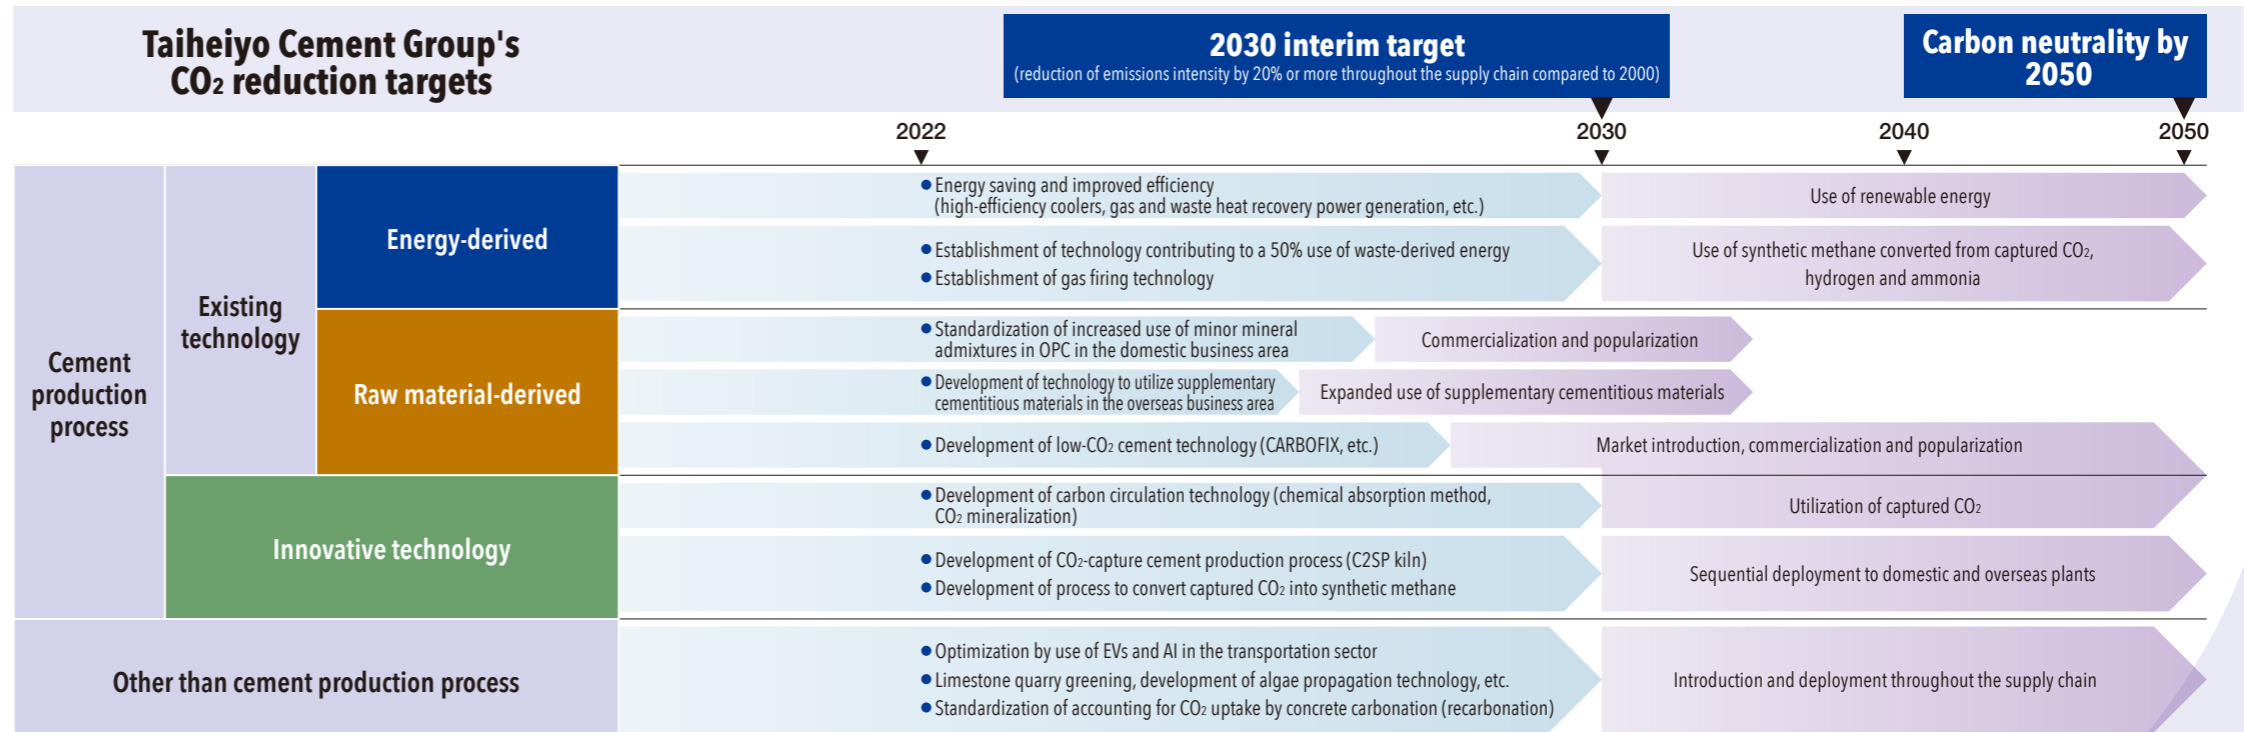 Taiheiyo Cement Group's
CO2 reduction targets
2030 interim target
(reduction of emissions intensity by 20% or more throughout the supply chain compared to 2000)
Carbon neutrality by
2050
2022
2030
2040
2050
Cement
production
process
Existing
technology
Energy-derived
● Energy saving and improved efficiency
(high-efficiency coolers, gas and waste heat recovery power generation, etc.)
Use of renewable energy
● Establishment of technology contributing to a 50% use of waste-derived energy
● Establishment of gas firing technology
Use of synthetic methane converted from captured CO2,
hydrogen and ammonia
Raw material-derived
● Standardization of increased use of minor mineral
admixtures in OPC in the domestic business area
Commercialization and popularization
● Development of technology to utilize supplementary
cementitious materials in the overseas business area
Expanded use of supplementary cementitious materials
● Development of low-CO2 cement technology (CARBOFIX, etc.)
Market introduction, commercialization and popularization
Innovative technology
● Development of carbon circulation technology (chemical absorption method,
CO2 mineralization)
Utilization of captured CO2
● Development of CO2-capture cement production process (C2SP kiln)
● Development of process to convert captured CO2 into synthetic methane
Sequential deployment to domestic and overseas plants
Other than cement production process
● Optimization by use of EVs and AI in the transportation sector
● Limestone quarry greening, development of algae propagation technology, etc.
● Standardization of accounting for CO2 uptake by concrete carbonation (recarbonation)
Introduction and deployment throughout the supply chain